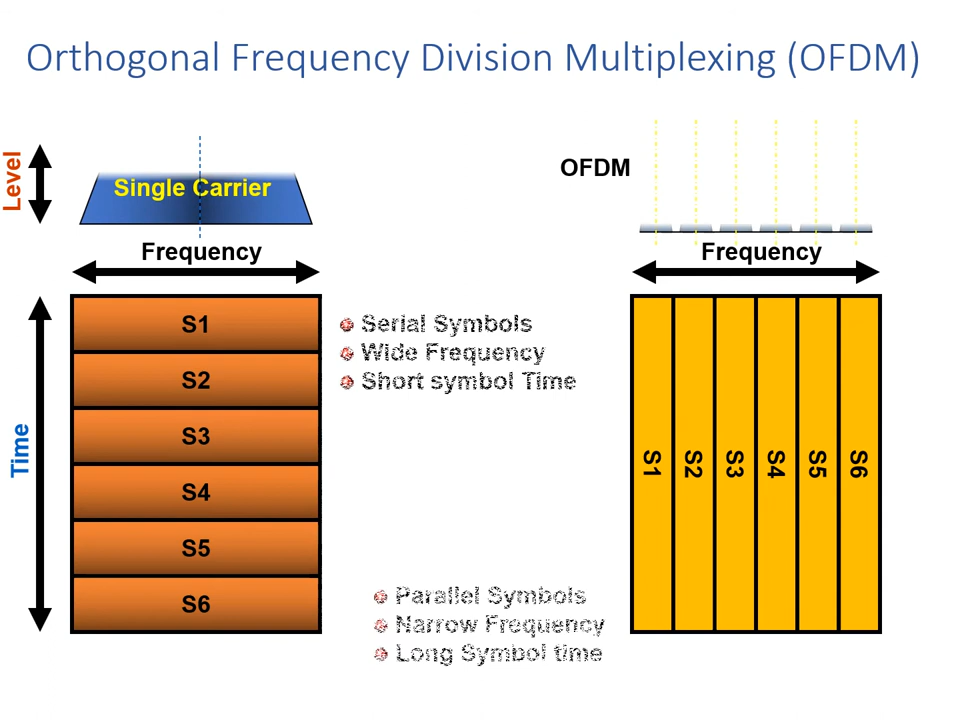 Orthogonal Frequency Division Multiplexing (OFDM)
Level
Single Carrier
Frequency
OFDM
Frequency
Time
S1
S2
S3
S4
S5
S6
Serial Symbols
Wide Frequency
Short symbol Time
S1
S2
S3
S4
S5
S6
Parallel Symbols
Narrow Frequency
Long Symbol time